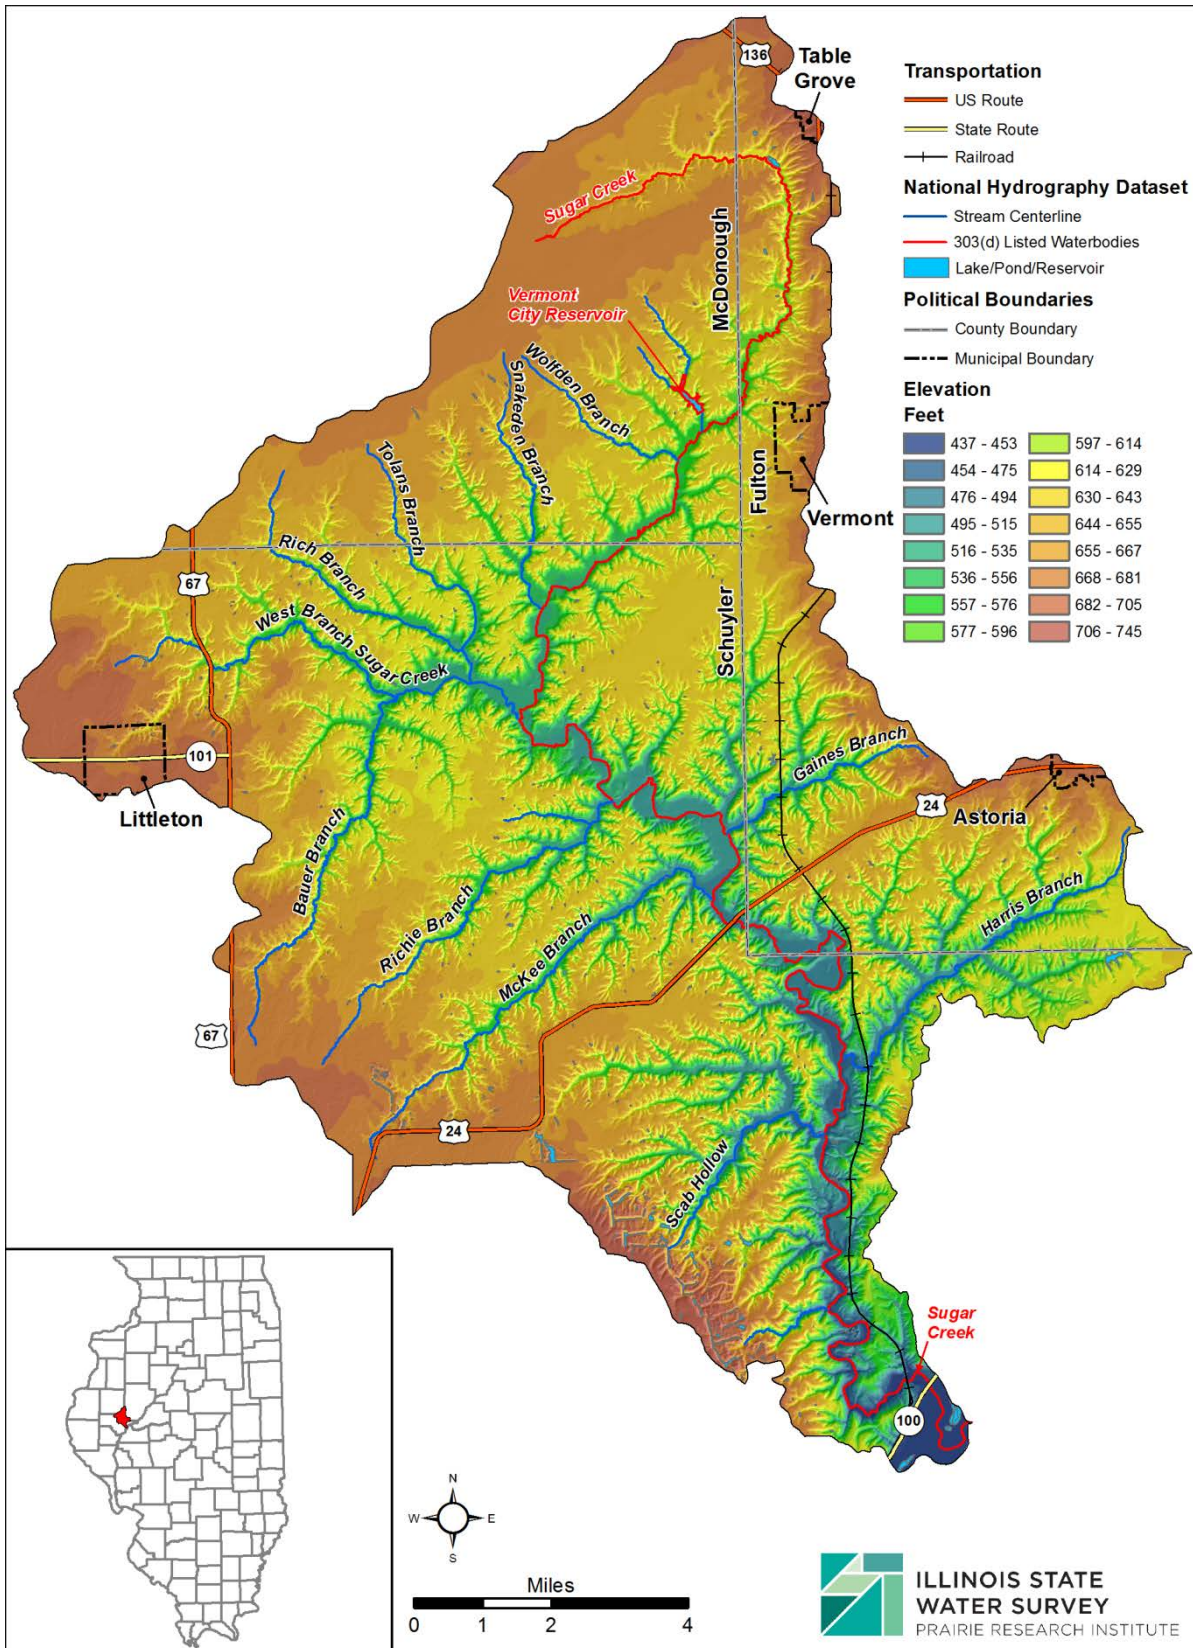 136
Table
Grove
Transportation
US Route
State Route
Railroad
National Hydrography Dataset
Stream Centerline
303(d) Listed Waterbodies
Lake/Pond/Reservoir
Political Boundaries
County Boundary
Municipal Boundary
Elevation
Feet
437 - 453
454 - 475
476 - 494
495 - 515
516 - 535
536 - 556
557 - 576
577 - 596
597 - 614
614 - 629
630 - 643
644 - 655
655 - 667
668 - 681
682 - 705
706 - 745
Sugar Creek
McDonough
Vermont
City Reservoir
Wolfden Branch
Snakeden Branch
Tolans Branch
Fulton
Vermont
Rich Branch
67
West Branch Sugar Creek
Schuyler
101
Littleton
Gaines Branch
24
Astoria
Bauer Branch
Richie Branch
McKee Branch
Harris Branch
67
24
Scab Hollow
Sugar
Creek
100
N
W
E
S
Miles
0 1 2 4
ILLINOIS STATE
WATER SURVEY
PRAIRIE RESEARCH INSTITUTE